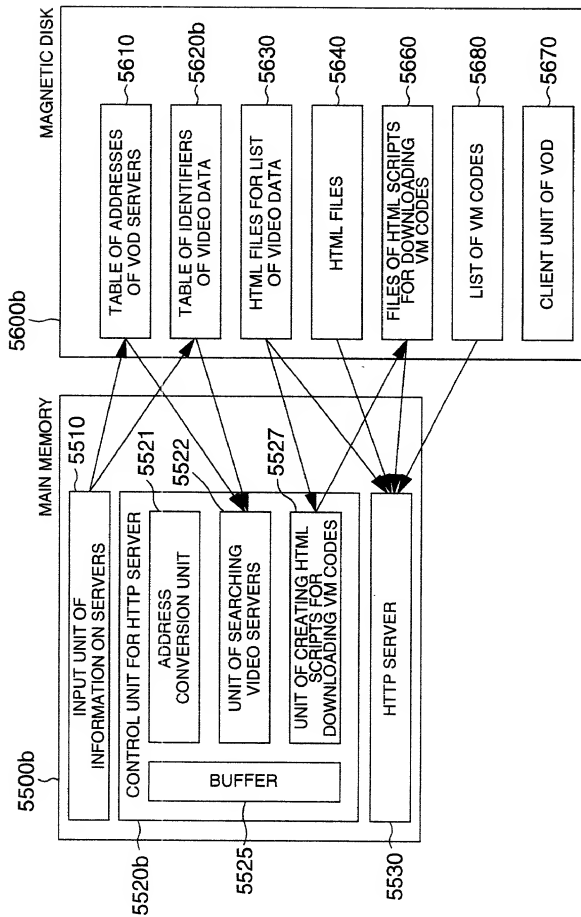 5500b
MAIN MEMORY
5510
INPUT UNIT OF
INFORMATION ON SERVERS
5520b
CONTROL UNIT FOR HTTP SERVER
5521
ADDRESS
CONVERSION UNIT
5522
UNIT OF SEARCHING
VIDEO SERVERS
5527
UNIT OF CREATING HTML
SCRIPTS FOR
DOWNLOADING VM CODES
BUFFER
5525
HTTP SERVER
5530
5600b
MAGNETIC DISK
TABLE OF ADDRESSES
OF VOD SERVERS
5610
TABLE OF IDENTIFIERS
OF VIDEO DATA
5620b
HTML FILES FOR LIST
OF VIDEO DATA
5630
HTML FILES
5640
FILES OF HTML SCRIPTS
FOR DOWNLOADING
VM CODES
5660
LIST OF VM CODES
5680
CLIENT UNIT OF VOD
5670